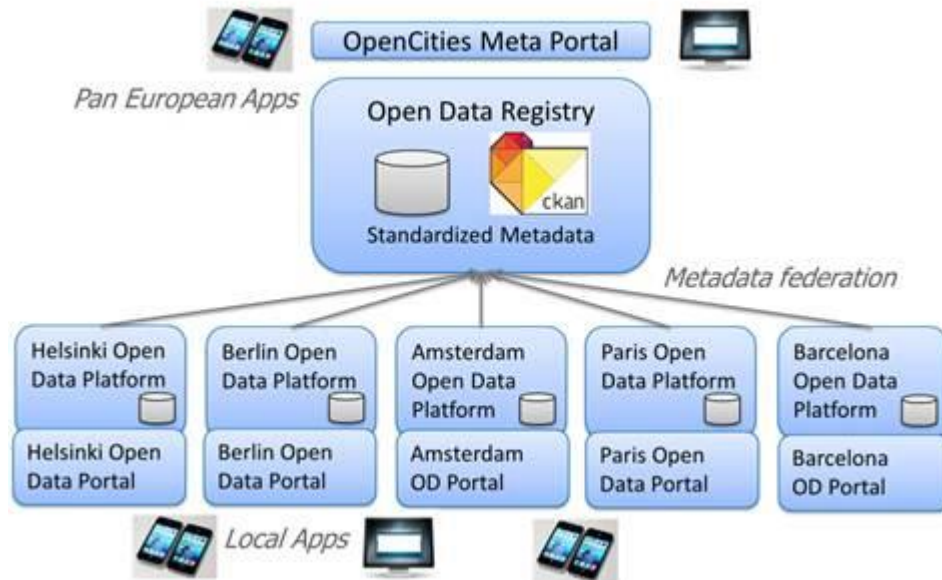 OpenCities Meta Portal
Pan European Apps
Open Data Registry
ckan
Standardized Metadata
Metadata federation
Helsinki Open
Data Platform
Berlin Open
Data Platform
Amsterdam
Open Data
Platform
Paris Open
Data Platform
Barcelona
Open Data
Platform
Helsinki Open
Data Portal
Berlin Open
Data Portal
Amsterdam
OD Portal
Paris Open
Data Portal
Barcelona
OD Portal
Local Apps